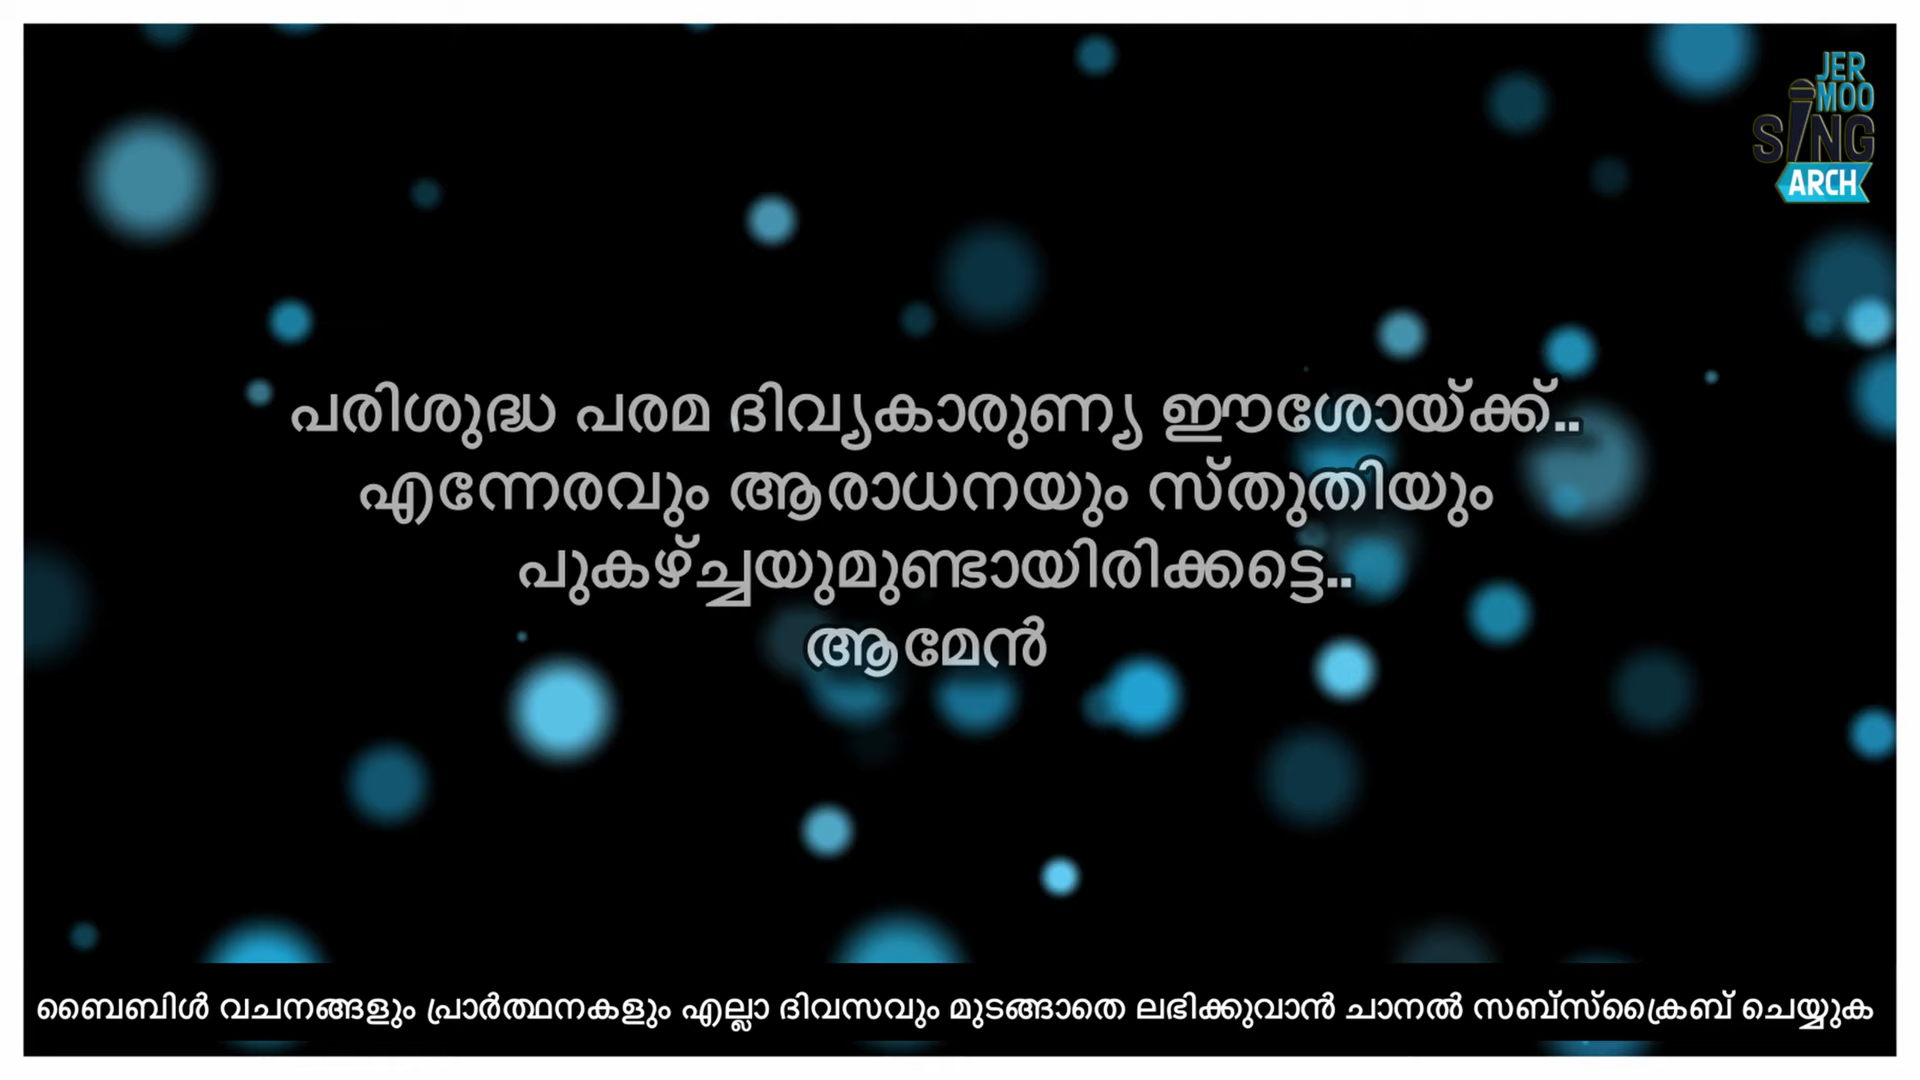 JER
MOO
SING
ARCH
പരിശുദ്ധ പരമ ദിവ്യകാരുണ്യ ഈശോയ്ക്ക്..
എന്നേരവും ആരാധനയും സ്തുതിയും
പുകഴ്ച്ചയുമുണ്ടായിരിക്കട്ടെ..
ആമേൻ
ബൈബിൾ വചനങ്ങളും പ്രാർത്ഥനകളും എല്ലാ ദിവസവും മുടങ്ങാതെ ലഭിക്കുവാൻ ചാനൽ സബ്സ്ക്രൈബ് ചെയ്യുക